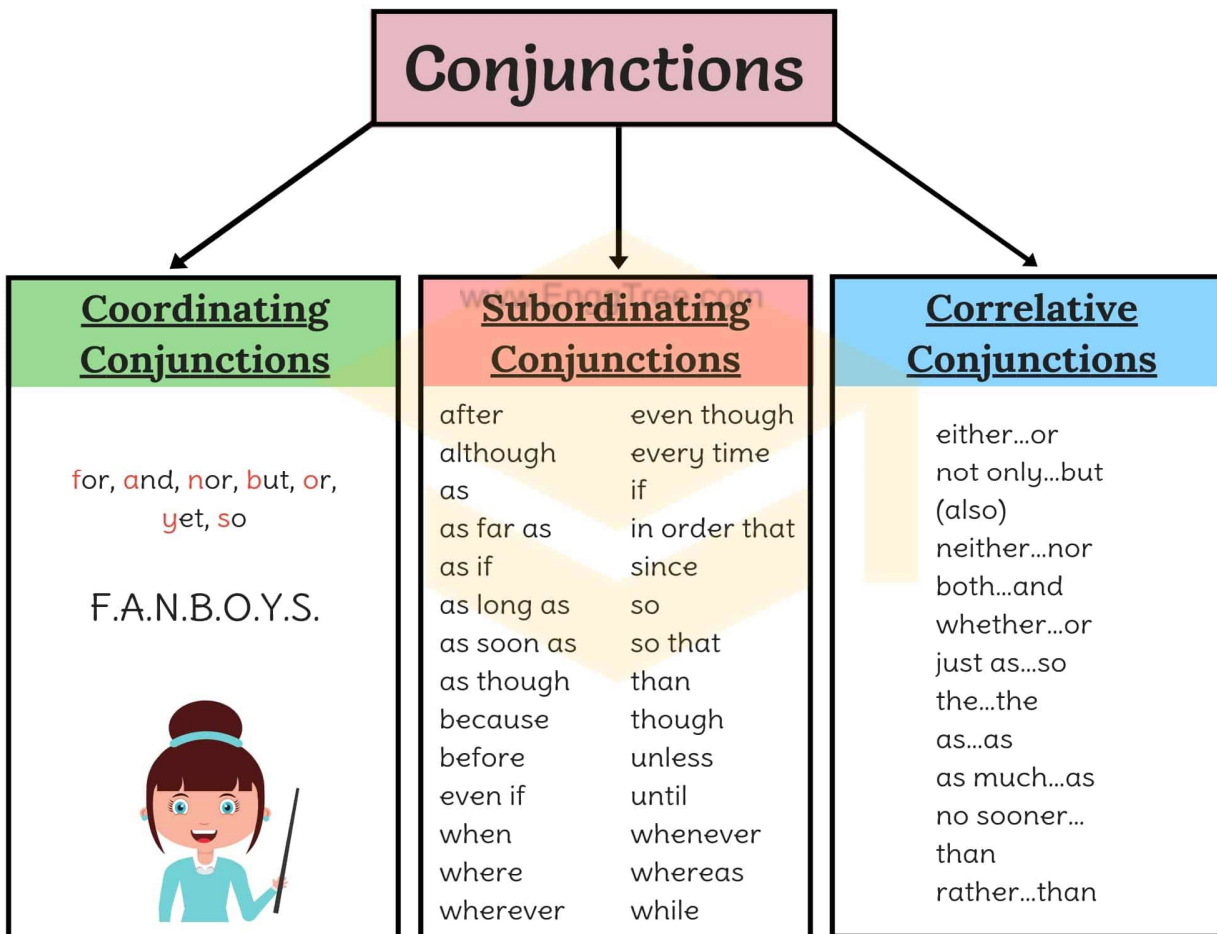 Conjunctions
www.EnggTree.com
Coordinating
Conjunctions
for, and, nor, but, or,
yet, so
F.A.N.B.O.Y.S.
Subordinating
Conjunctions
after
although
as
as far as
as if
as long as
as soon as
as though
because
before
even if
when
where
wherever
even though
every time
if
in order that
since
so
so that
than
though
unless
until
whenever
whereas
while
Correlative
Conjunctions
either...or
not only...but
(also)
neither...nor
both...and
whether...or
just as...so
the...the
as...as
as much...as
no sooner...
than
rather...than